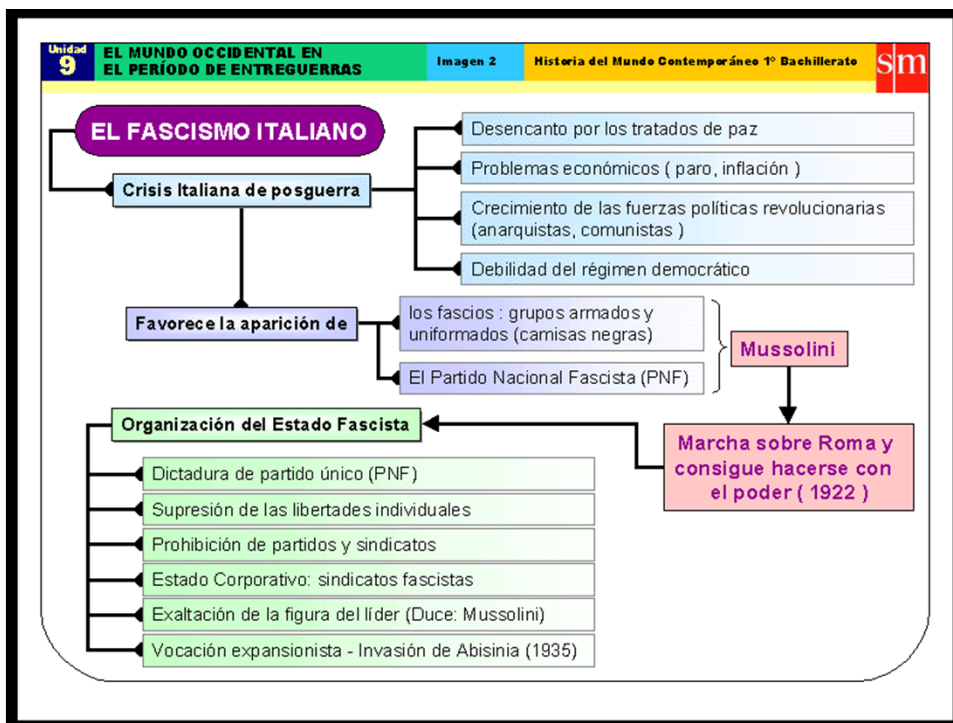 Unidad
9
EL MUNDO OCCIDENTAL EN
EL PERÍODO DE ENTREGUERRAS
Imagen 2
Historia del Mundo Contemporáneo 1º Bachillerato
sm
EL FASCISMO ITALIANO
Crisis Italiana de posguerra
Desencanto por los tratados de paz
Problemas económicos ( paro, inflación )
Crecimiento de las fuerzas políticas revolucionarias
(anarquistas, comunistas )
Debilidad del régimen democrático
Favorece la aparición de
los fascios : grupos armados y
uniformados (camisas negras)
El Partido Nacional Fascista (PNF)
Mussolini
Marcha sobre Roma y
consigue hacerse con
el poder ( 1922 )
Organización del Estado Fascista
Dictadura de partido único (PNF)
Supresión de las libertades individuales
Prohibición de partidos y sindicatos
Estado Corporativo: sindicatos fascistas
Exaltación de la figura del líder (Duce: Mussolini)
Vocación expansionista - Invasión de Abisinia (1935)